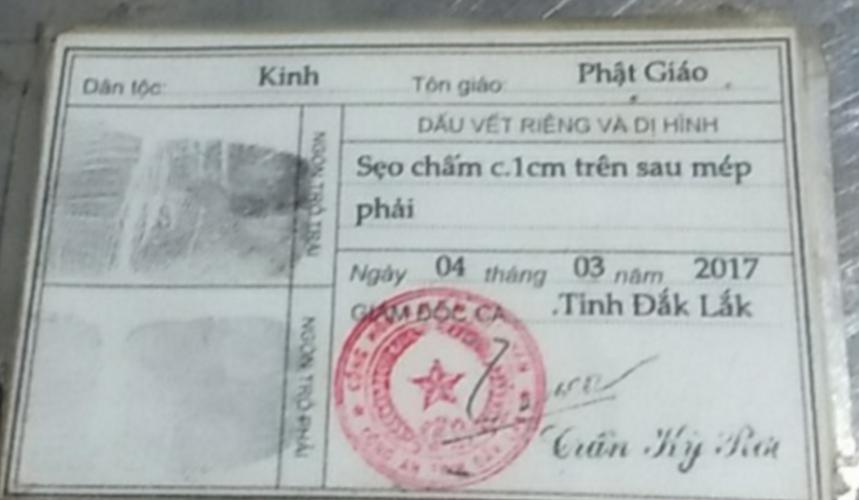 Dân tộc: Kinh Tôn giáo: Phật Giáo
NGÓN TRỎ TRÁI
DẤU VẾT RIÊNG VÀ DỊ HÌNH
Sẹo chấm c.1cm trên sau mép
phải
Ngày 04 tháng 03 năm 2017
GIÁM ĐỐC CA .Tỉnh Đắk Lắk
NGÓN TRỎ PHẢI
Trần Kỳ